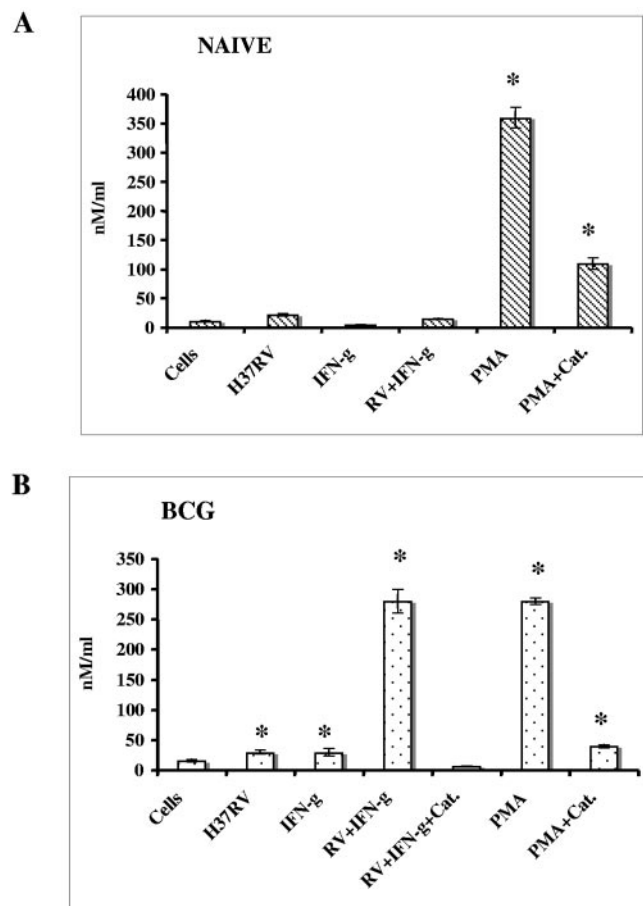 A
NAIVE
400
350
300
250
200
150
100
50
0
nM/ml
*
*
Cells
H37RV
IFN-g
RV+IFN-g
PMA
PMA+Cat.
B
BCG
350
300
250
200
150
100
50
0
nM/ml
*
*
*
*
*
Cells
H37RV
IFN-g
RV+IFN-g
RV+IFN-g+Cat.
PMA
PMA+Cat.